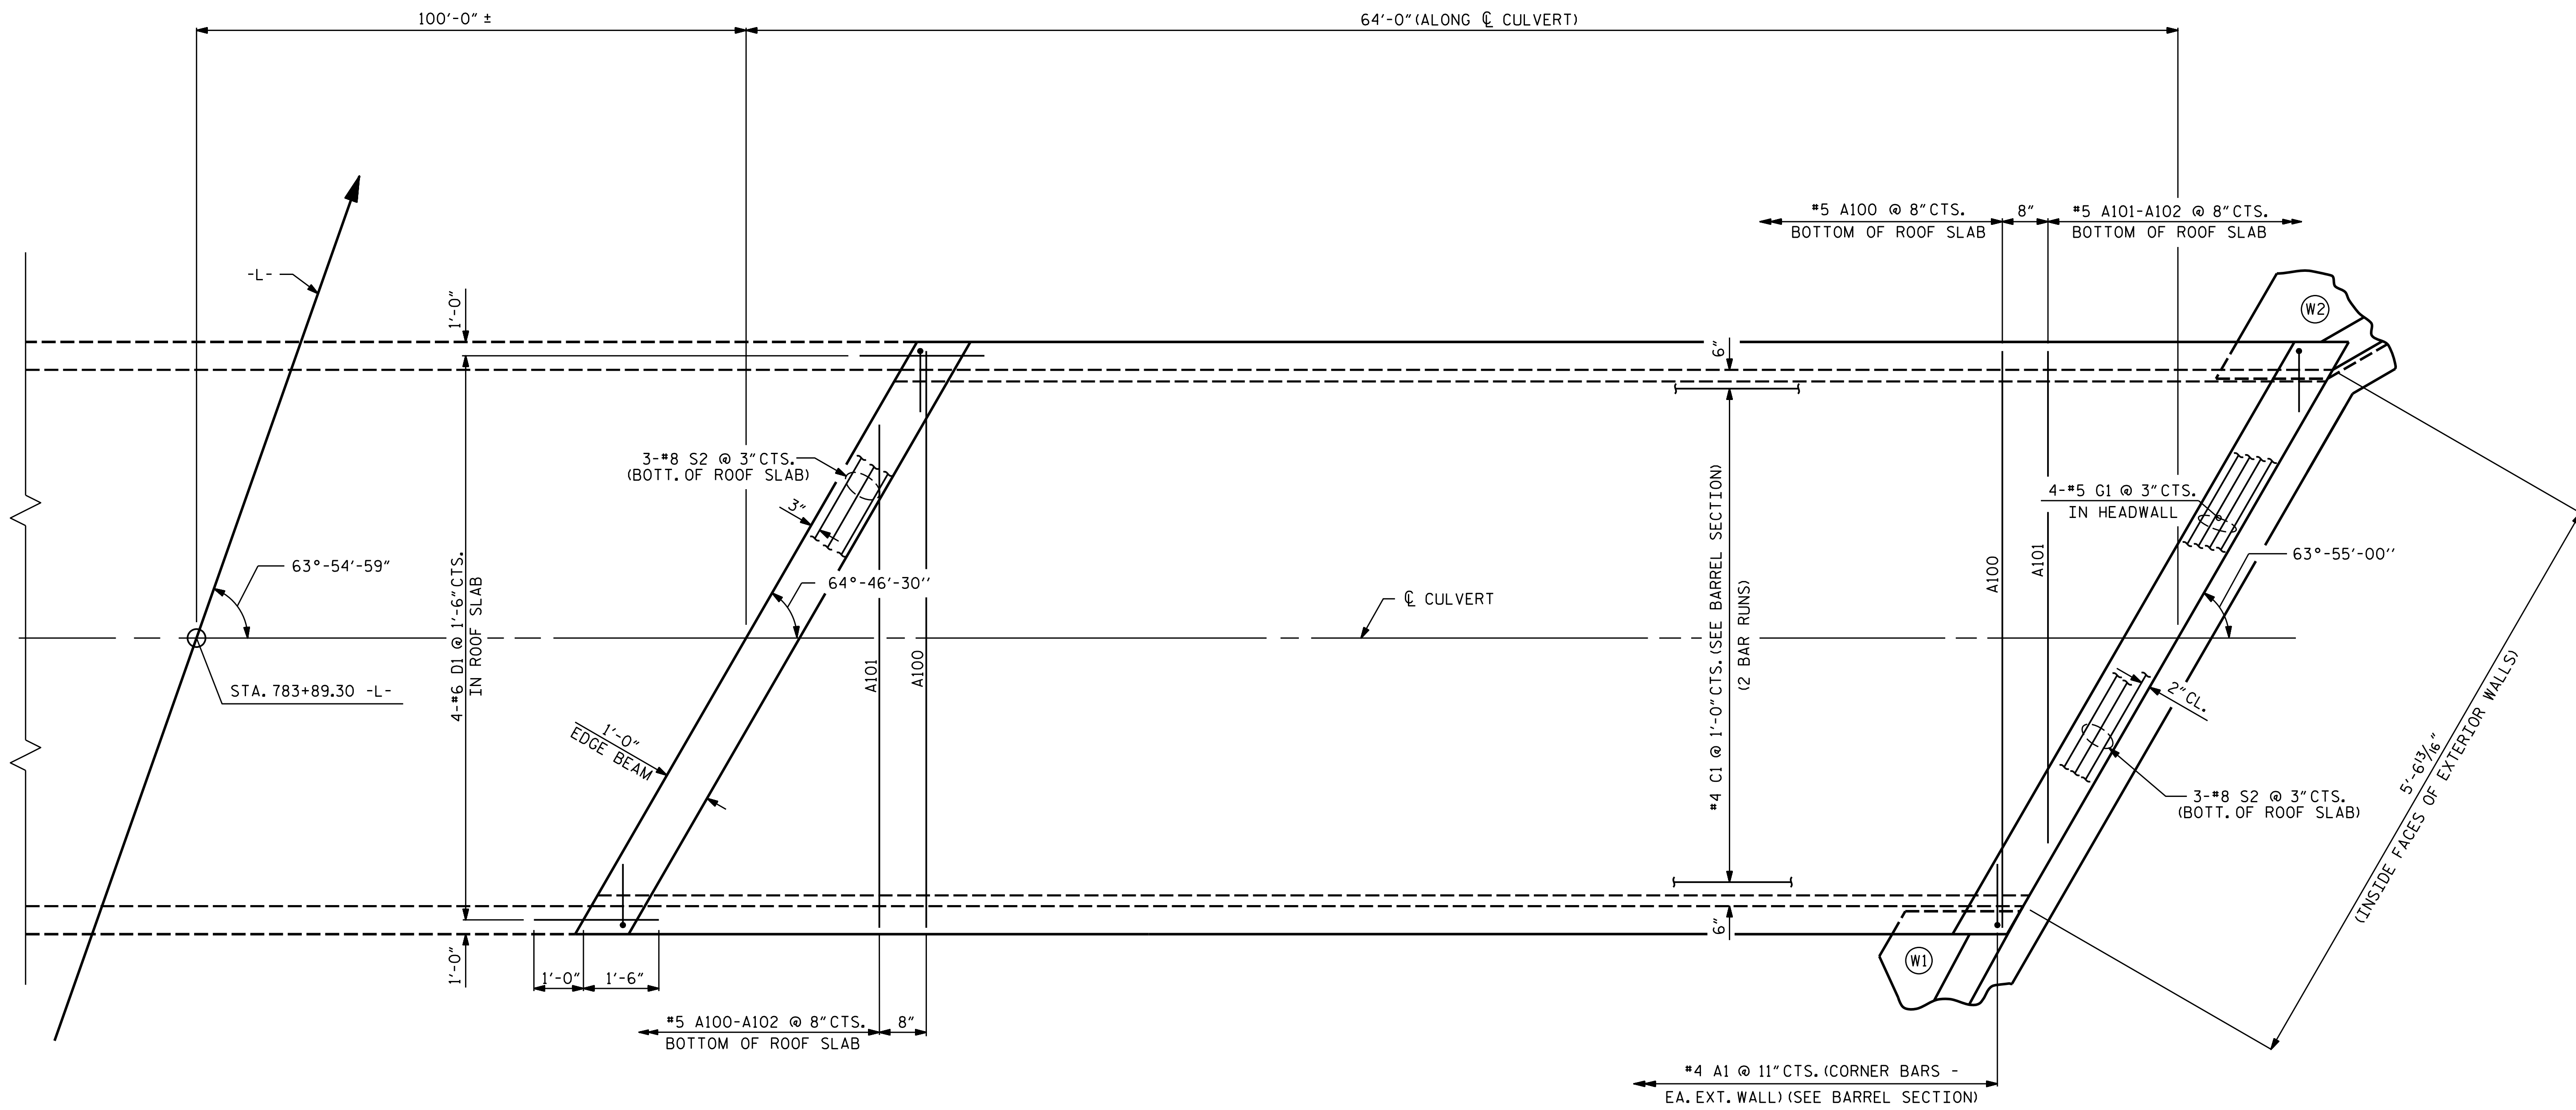 100'-0" ±
64'-0" (ALONG ℄ CULVERT)
#5 A100 @ 8" CTS.
BOTTOM OF ROOF SLAB
8"
#5 A101-A102 @ 8" CTS.
BOTTOM OF ROOF SLAB
-L-
1'-0"
W2
6"
3-#8 S2 @ 3" CTS.
(BOTT. OF ROOF SLAB)
3"
4-#5 G1 @ 3" CTS.
IN HEADWALL
63°-54'-59"
64°-46'-30''
63°-55'-00''
A100
A101
℄ CULVERT
4-#6 D1 @ 1'-6" CTS.
IN ROOF SLAB
#4 C1 @ 1'-0" CTS. (SEE BARREL SECTION)
(2 BAR RUNS)
A101
A100
STA. 783+89.30 -L-
1'-0"
EDGE BEAM
2" CL.
5'-6 13/16"
(INSIDE FACES OF EXTERIOR WALLS)
3-#8 S2 @ 3" CTS.
(BOTT. OF ROOF SLAB)
6"
1'-0"
W1
1'-0"
1'-6"
#5 A100-A102 @ 8" CTS.
BOTTOM OF ROOF SLAB
8"
#4 A1 @ 11" CTS. (CORNER BARS -
EA. EXT. WALL) (SEE BARREL SECTION)